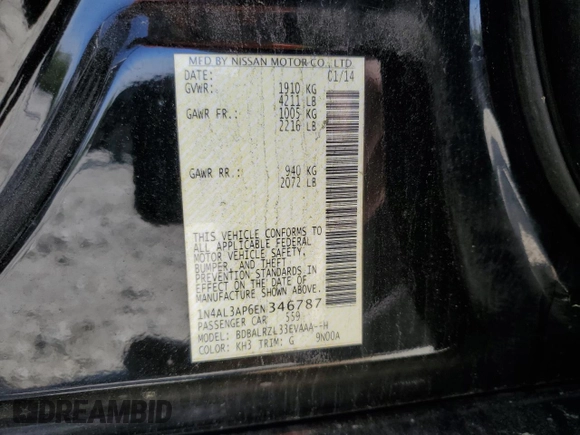 MFD BY NISSAN MOTOR CO., LTD.
DATE: 01/14
GVWR: 1910 KG
4211 LB
GAWR FR.: 1005 KG
2216 LB
GAWR RR.: 940 KG
2072 LB
THIS VEHICLE CONFORMS TO
ALL APPLICABLE FEDERAL
MOTOR VEHICLE SAFETY,
BUMPER, AND THEFT
PREVENTION STANDARDS IN
EFFECT ON THE DATE OF
MANUFACTURE SHOWN ABOVE.
1N4AL3AP6EN346787
PASSENGER CAR 559
MODEL: BDBALRZL33EVAAA--H
COLOR: KH3 TRIM: G 9N00A
DREAMBID